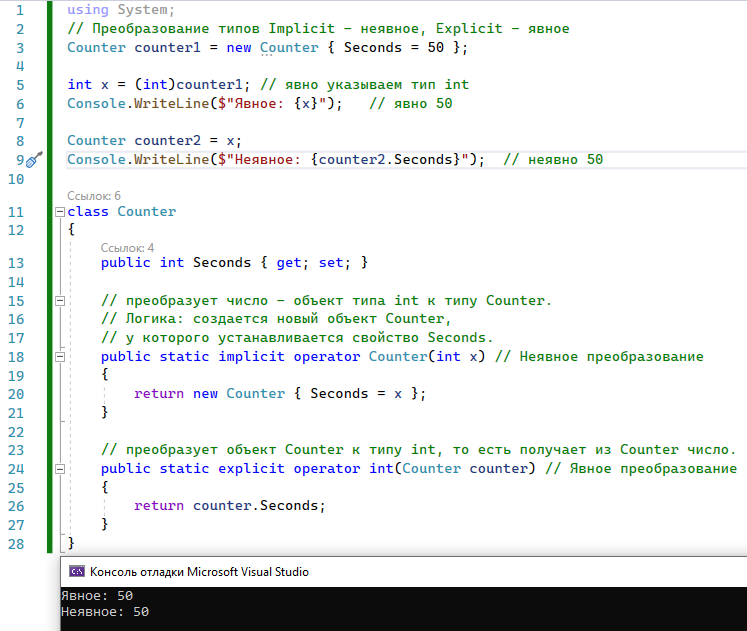 1 using System;
2 // Преобразование типов Implicit - неявное, Explicit - явное
3 Counter counter1 = new Counter { Seconds = 50 };
4
5 int x = (int)counter1; // явно указываем тип int
6 Console.WriteLine($"Явное: {x}");   // явно 50
7
8 Counter counter2 = x;
9 Console.WriteLine($"Неявное: {counter2.Seconds}");  // неявно 50
10
Ссылок: 6
11 class Counter
12 {
Ссылок: 4
13     public int Seconds { get; set; }
14
15     // преобразует число - объект типа int к типу Counter.
16     // Логика: создается новый объект Counter,
17     // у которого устанавливается свойство Seconds.
18     public static implicit operator Counter(int x) // Неявное преобразование
19     {
20         return new Counter { Seconds = x };
21     }
22
23     // преобразует объект Counter к типу int, то есть получает из Counter число.
24     public static explicit operator int(Counter counter) // Явное преобразование
25     {
26         return counter.Seconds;
27     }
28 }
C:\ Консоль отладки Microsoft Visual Studio
Явное: 50
Неявное: 50